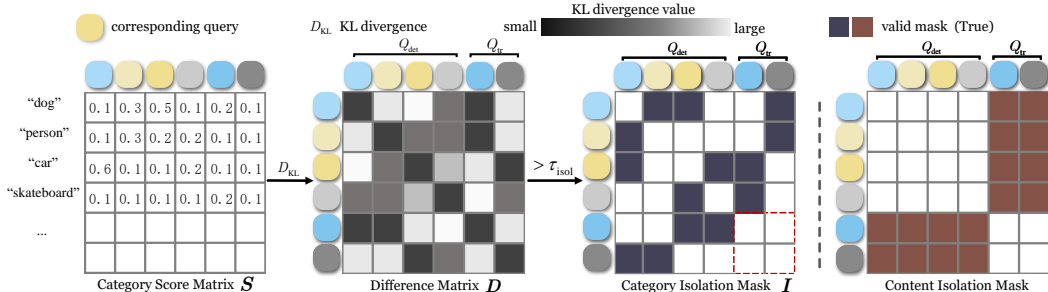 corresponding query
D_KL KL divergence
KL divergence value
small large
valid mask (True)
Q_det Q_tr
Q_det Q_tr
Q_det Q_tr
"dog" 0.1 0.3 0.5 0.1 0.2 0.1
"person" 0.1 0.3 0.2 0.2 0.1 0.1
"car" 0.6 0.1 0.1 0.2 0.1 0.1
"skateboard" 0.1 0.1 0.1 0.1 0.2 0.1
...
D_KL
> τ_isol
Category Score Matrix S
Difference Matrix D
Category Isolation Mask I
Content Isolation Mask